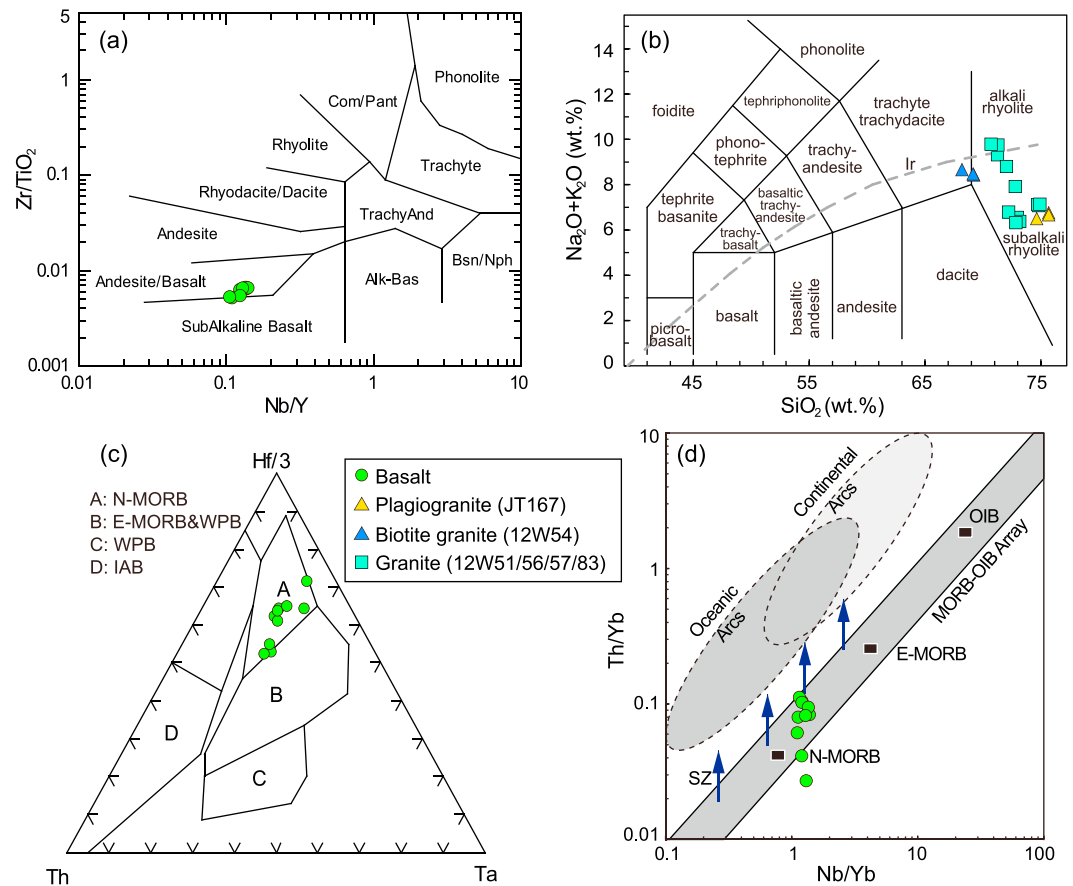 (a)
Zr/TiO2
5
1
0.1
0.01
0.001
Phonolite
Com/Pant
Rhyolite
Trachyte
Rhyodacite/Dacite
TrachyAnd
Andesite
Bsn/Nph
Andesite/Basalt
Alk-Bas
SubAlkaline Basalt
0.01
0.1
1
10
Nb/Y
(b)
Na2O+K2O (wt.%)
14
12
10
8
6
4
2
0
phonolite
foidite
tephriphonolite
trachyte
trachydacite
alkali
rhyolite
phono-
tephrite
trachy-
andesite
Ir
tephrite
basanite
basaltic
trachy-
andesite
trachy-
basalt
subalkali
rhyolite
dacite
picro-
basalt
basalt
basaltic
andesite
andesite
45
55
65
75
SiO2 (wt.%)
(c)
Hf/3
A: N-MORB
B: E-MORB&WPB
C: WPB
D: IAB
A
B
C
D
Th
Ta
Basalt
Plagiogranite (JT167)
Biotite granite (12W54)
Granite (12W51/56/57/83)
(d)
Th/Yb
10
1
0.1
0.01
Continental
Arcs
Oceanic
Arcs
OIB
MORB-OIB Array
E-MORB
N-MORB
SZ
0.1
1
10
100
Nb/Yb